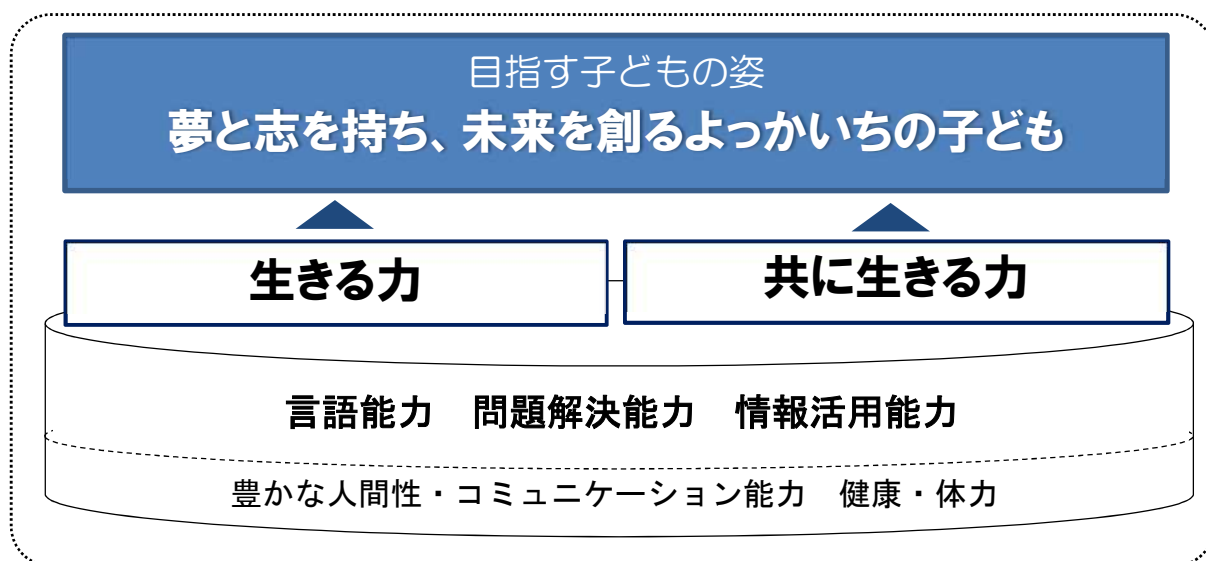 目指す子どもの姿
夢と志を持ち、未来を創るよっかいちの子ども
生きる力
共に生きる力
言語能力　問題解決能力　情報活用能力
豊かな人間性・コミュニケーション能力　健康・体力